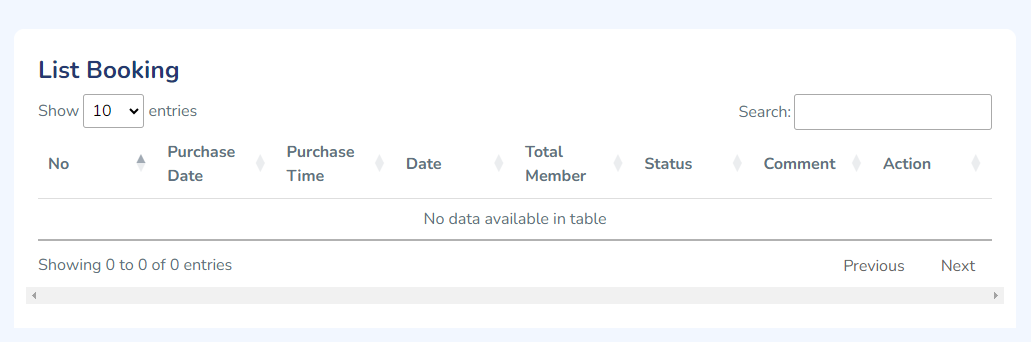 List Booking
Show 10 entries
Search:
No Purchase Date Purchase Time Date Total Member Status Comment Action
No data available in table
Showing 0 to 0 of 0 entries
Previous Next